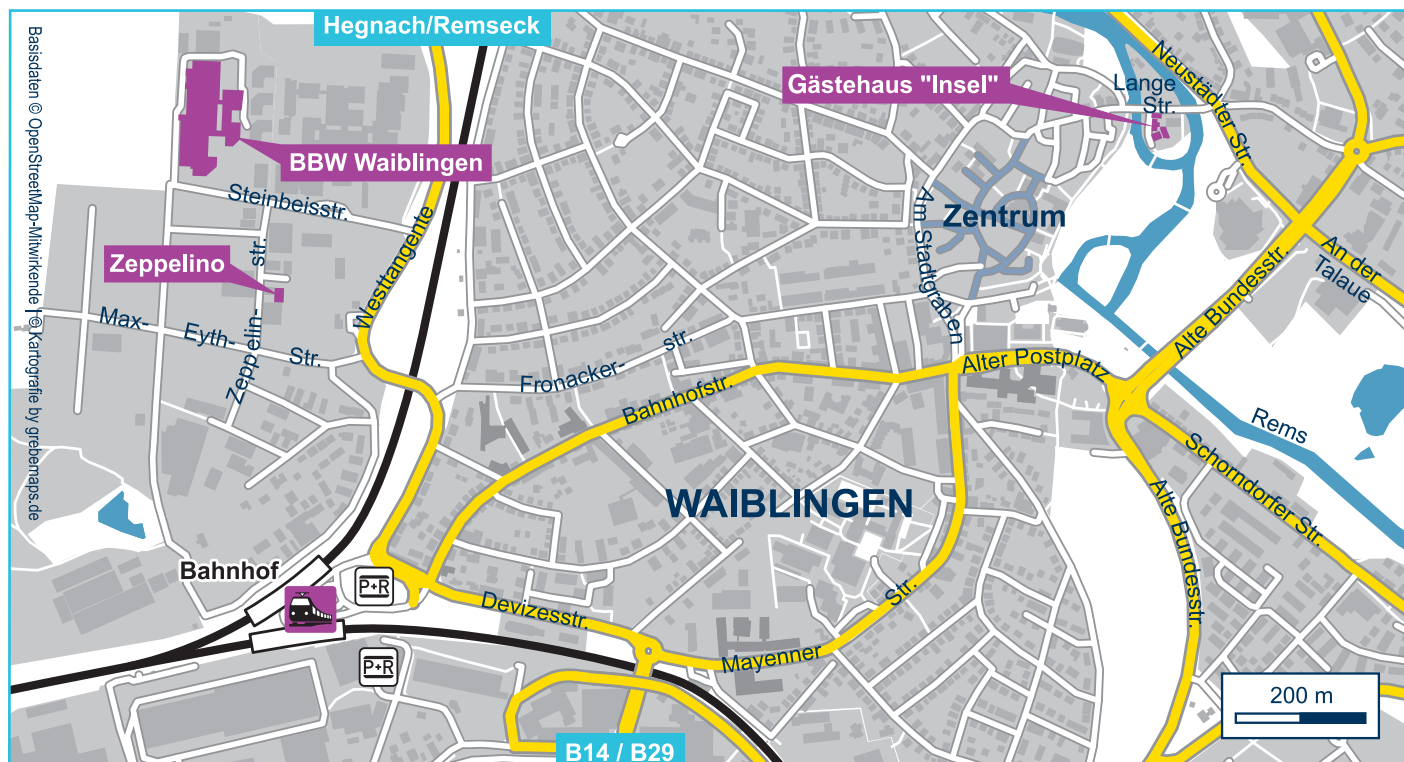 Hegnach/Remseck
Basisdaten © OpenStreetMap-Mitwirkende | © Kartografie by grebemaps.de
Gästehaus "Insel"
Lange
Str.
Neustädter Str.
BBW Waiblingen
Steinbeisstr.
Westtangente
Zeppelino
Zeppelin-
str.
Max-
Eyth-
Str.
Zentrum
Am Stadtgraben
An der
Talaue
Alte Bundesstr.
Fronacker-
str.
Bahnhofstr.
Alter Postplatz
Rems
Schorndorfer Str.
Alte Bundesstr.
WAIBLINGEN
Bahnhof
P+R
P+R
Devizesstr.
Mayenner
Str.
200 m
B14 / B29